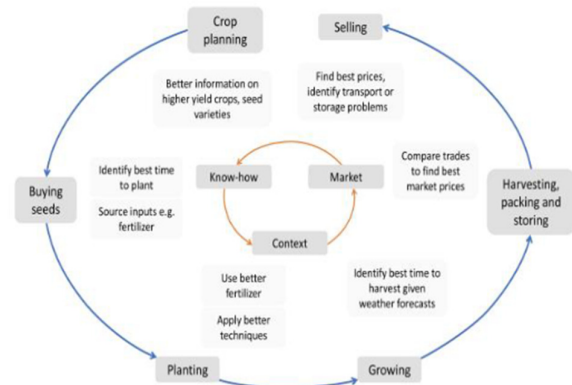 Crop
planning
Selling
Better information on
higher yield crops, seed
varieties
Find best prices,
identify transport or
storage problems
Identify best time
to plant
Source inputs e.g.
fertilizer
Know-how
Market
Compare trades
to find best
market prices
Buying
seeds
Harvesting,
packing and
storing
Context
Use better
fertilizer
Apply better
techniques
Identify best time to
harvest given
weather forecasts
Planting
Growing